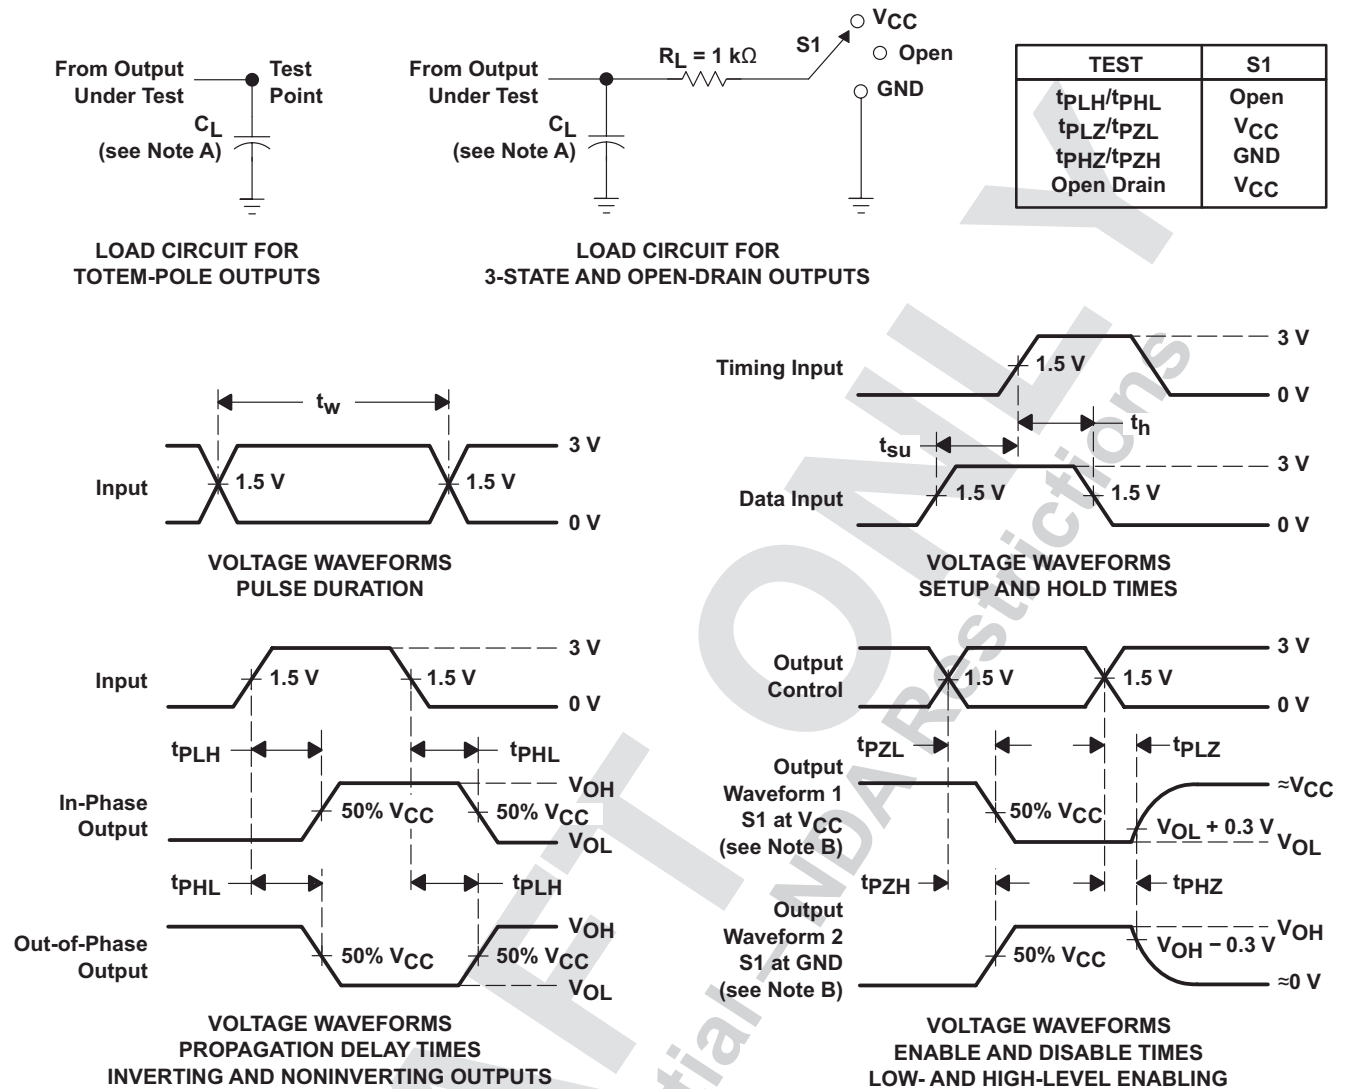 From Output
Under Test
Test
Point
CL
(see Note A)
LOAD CIRCUIT FOR
TOTEM-POLE OUTPUTS
From Output
Under Test
CL
(see Note A)
RL = 1 kΩ
S1
VCC
Open
GND
LOAD CIRCUIT FOR
3-STATE AND OPEN-DRAIN OUTPUTS
TEST S1
tPLH/tPHL Open
tPLZ/tPZL VCC
tPHZ/tPZH GND
Open Drain VCC
tw
Input
1.5 V
1.5 V
3 V
0 V
VOLTAGE WAVEFORMS
PULSE DURATION
Timing Input
1.5 V
3 V
0 V
th
tsu
Data Input
1.5 V
1.5 V
3 V
0 V
VOLTAGE WAVEFORMS
SETUP AND HOLD TIMES
Input
1.5 V
1.5 V
3 V
0 V
tPLH
tPHL
In-Phase
Output
50% VCC
50% VCC
VOH
VOL
tPHL
tPLH
Out-of-Phase
Output
50% VCC
50% VCC
VOH
VOL
VOLTAGE WAVEFORMS
PROPAGATION DELAY TIMES
INVERTING AND NONINVERTING OUTPUTS
Output
Control
1.5 V
1.5 V
3 V
0 V
tPZL
tPLZ
Output
Waveform 1
S1 at VCC
(see Note B)
50% VCC
VOL + 0.3 V
≈VCC
VOL
tPZH
tPHZ
Output
Waveform 2
S1 at GND
(see Note B)
50% VCC
VOH − 0.3 V
VOH
≈0 V
VOLTAGE WAVEFORMS
ENABLE AND DISABLE TIMES
LOW- AND HIGH-LEVEL ENABLING
ONLY
NDA Restrictions